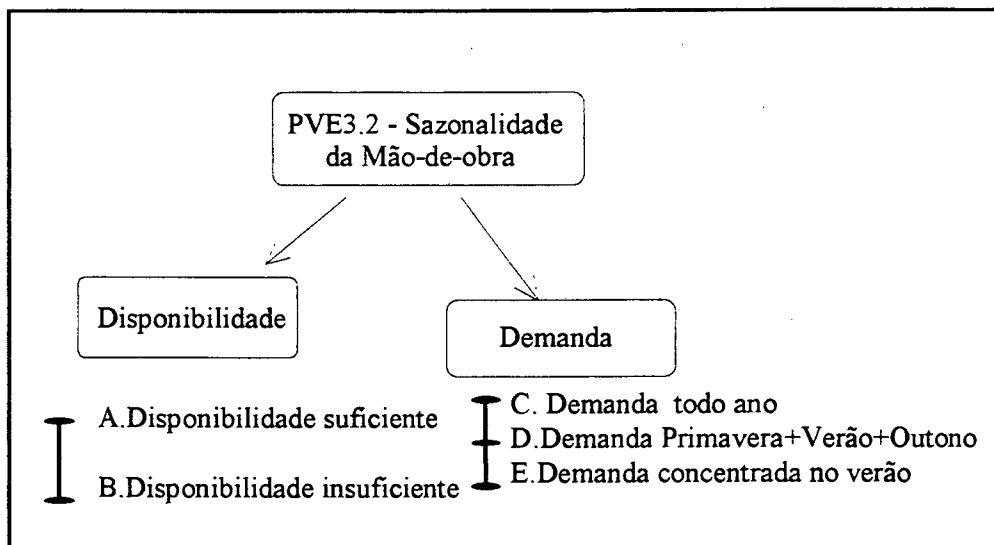 PVE3.2 - Sazonalidade
da Mão-de-obra
Disponibilidade
Demanda
A.Disponibilidade suficiente
B.Disponibilidade insuficiente
C. Demanda todo ano
D.Demanda Primavera+Verão+Outono
E.Demanda concentrada no verão